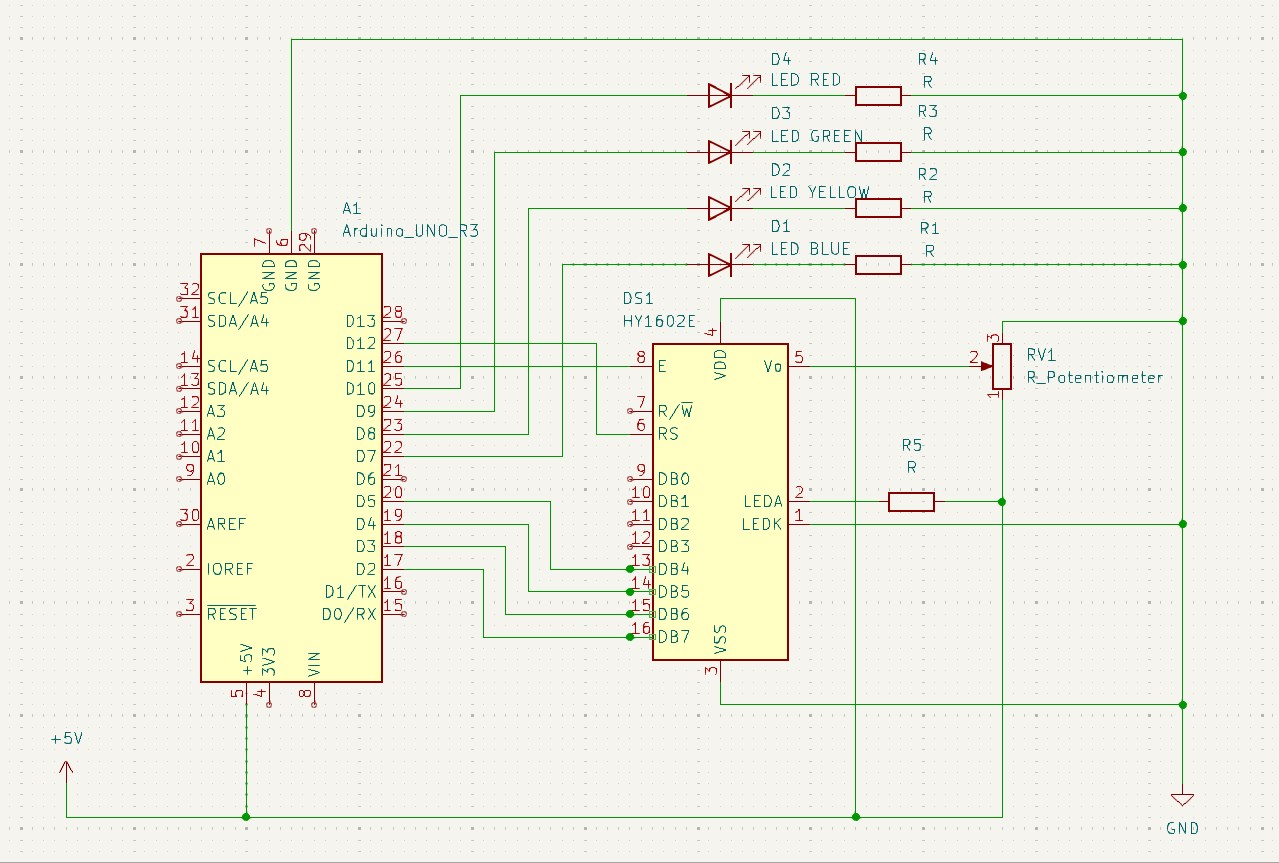 D4
LED RED
R4
R
D3
LED GREEN
R3
R
D2
LED YELLOW
R2
R
D1
LED BLUE
R1
R
A1
Arduino_UNO_R3
7
6
29
GND
GND
GND
32
SCL/A5
31
SDA/A4
14
SCL/A5
13
SDA/A4
12
A3
11
A2
10
A1
9
A0
30
AREF
2
IOREF
3
RESET
D13
28
D12
27
D11
26
D10
25
D9
24
D8
23
D7
22
D6
21
D5
20
D4
19
D3
18
D2
17
D1/TX
16
D0/RX
15
+5V
3V3
VIN
5
4
8
DS1
HY1602E
4
VDD
8
E
7
R/W
6
RS
9
DB0
10
DB1
11
DB2
12
DB3
13
DB4
14
DB5
15
DB6
16
DB7
Vo
5
LEDA
2
LEDK
1
VSS
3
3
2
1
RV1
R_Potentiometer
R5
R
+5V
GND